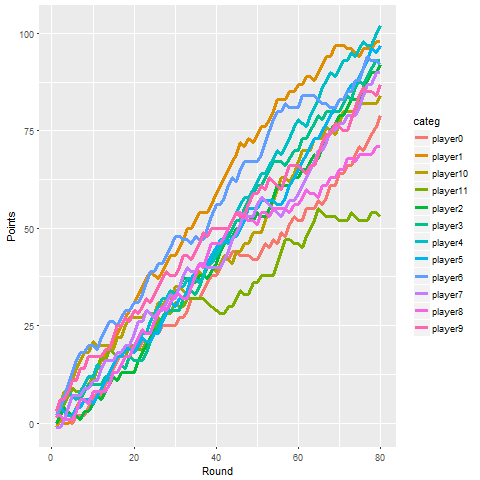 100
75
50
25
0
Points
0
20
40
60
80
Round
categ
player0
player1
player10
player11
player2
player3
player4
player5
player6
player7
player8
player9